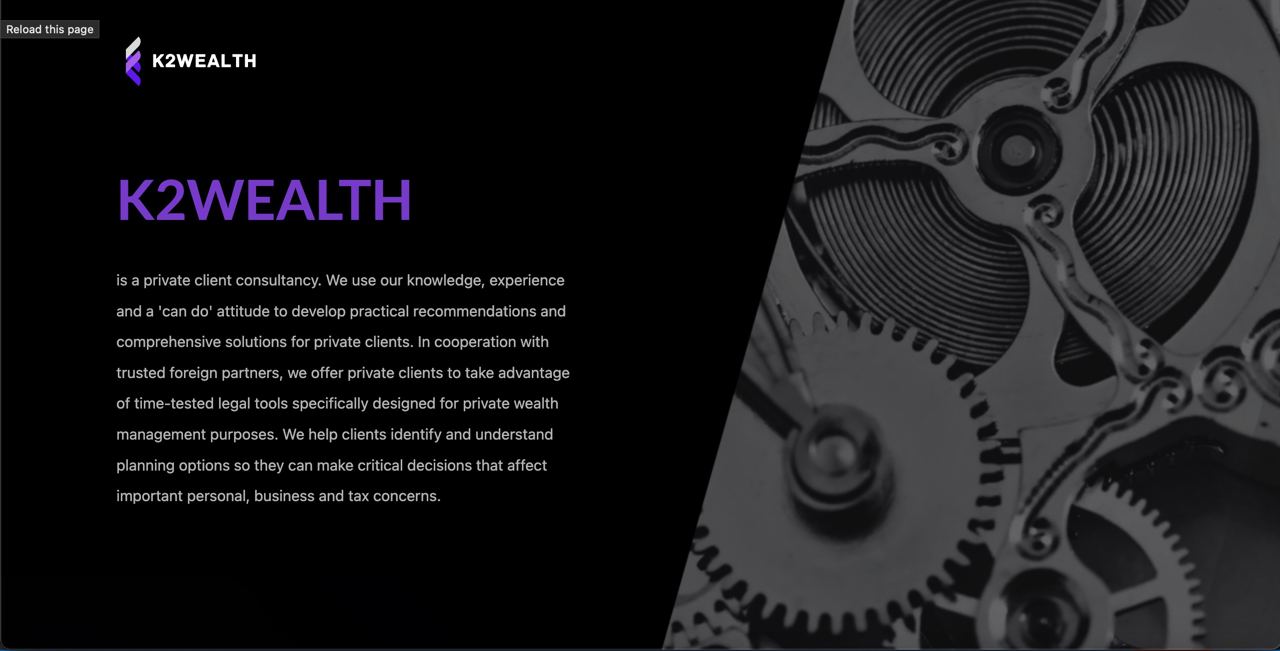 Reload this page
K2WEALTH
K2WEALTH
is a private client consultancy. We use our knowledge, experience
and a 'can do' attitude to develop practical recommendations and
comprehensive solutions for private clients. In cooperation with
trusted foreign partners, we offer private clients to take advantage
of time-tested legal tools specifically designed for private wealth
management purposes. We help clients identify and understand
planning options so they can make critical decisions that affect
important personal, business and tax concerns.